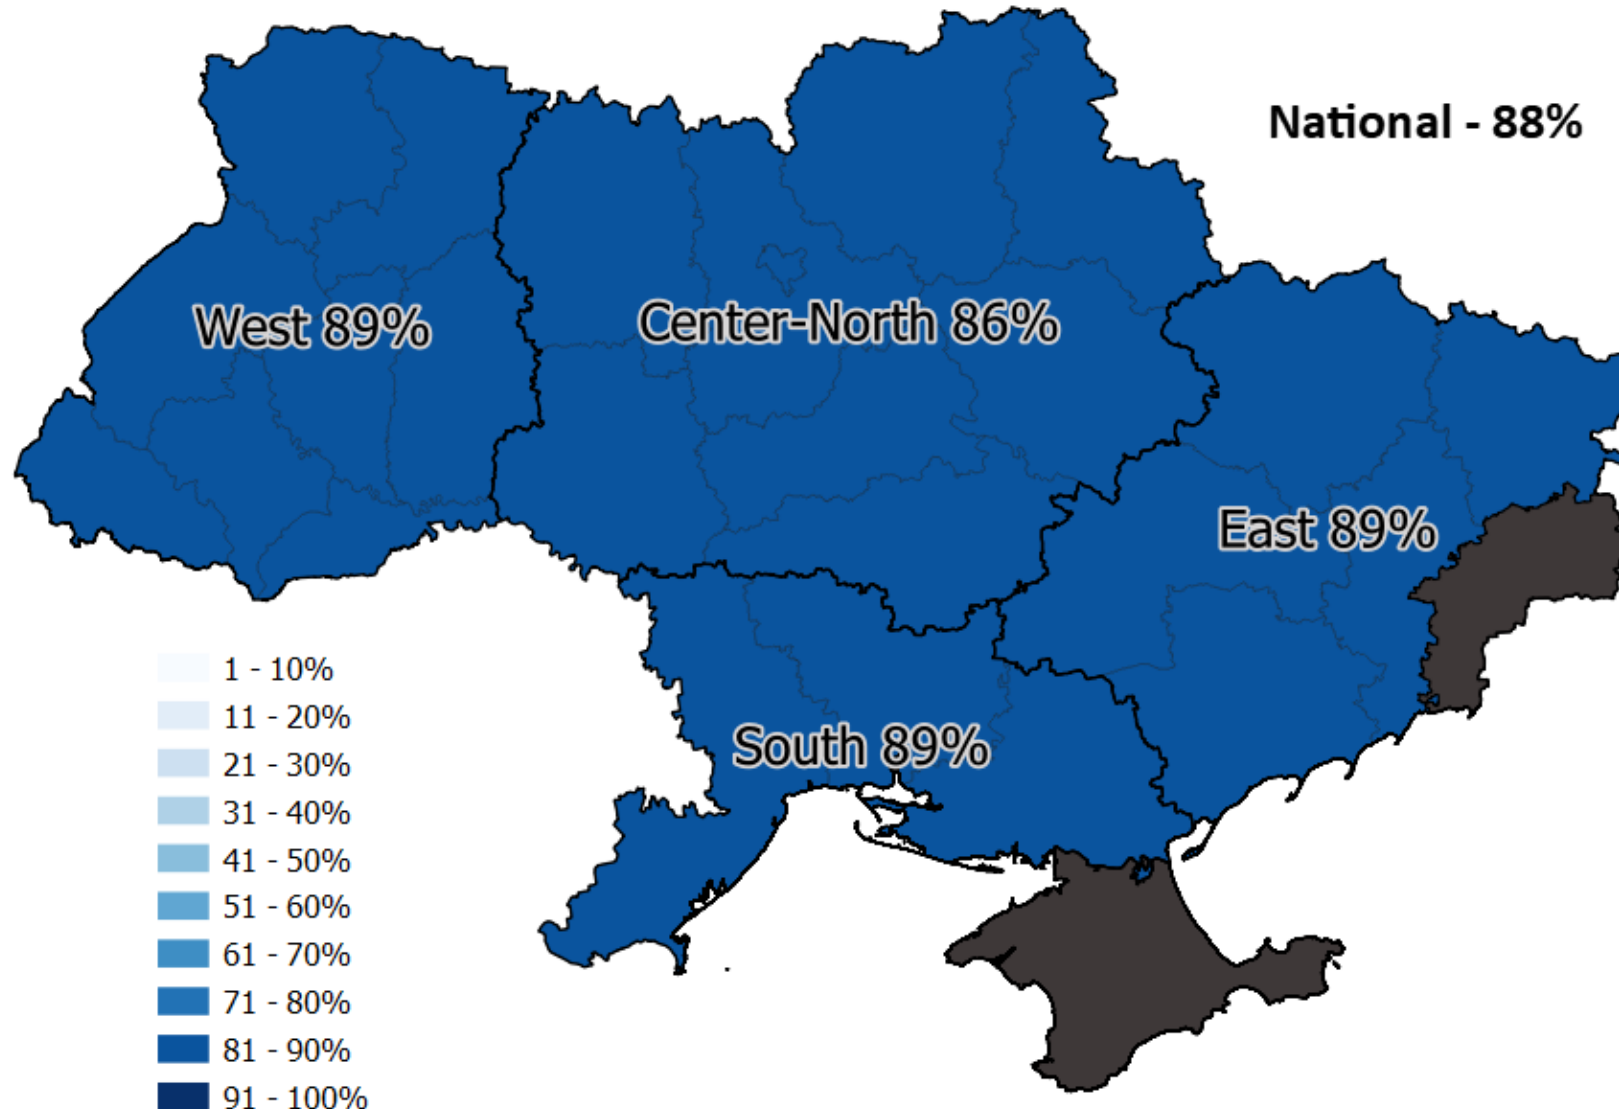 National - 88%
West 89%
Center-North 86%
East 89%
South 89%
1 - 10%
11 - 20%
21 - 30%
31 - 40%
41 - 50%
51 - 60%
61 - 70%
71 - 80%
81 - 90%
91 - 100%